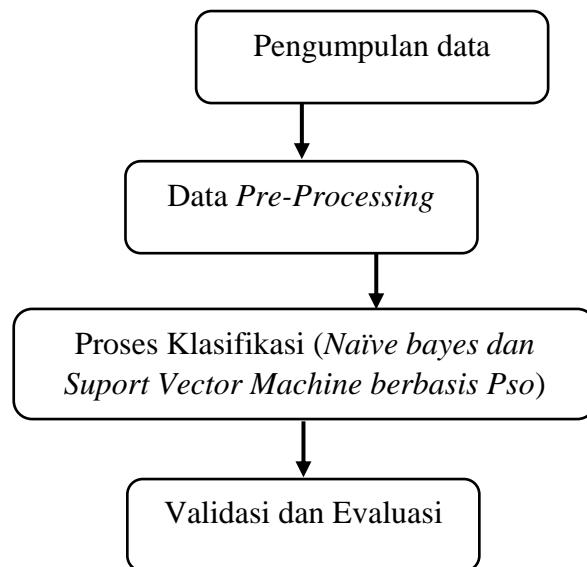 Pengumpulan data
Data Pre-Processing
Proses Klasifikasi (Naïve bayes dan
Suport Vector Machine berbasis Pso)
Validasi dan Evaluasi